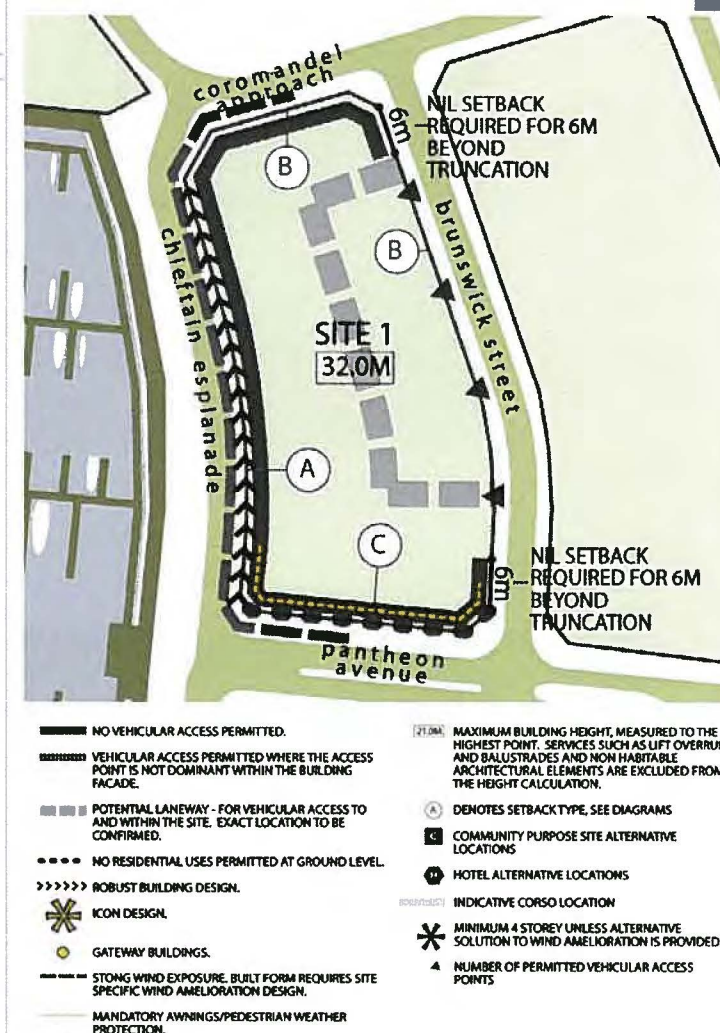 coromandel
approach
6m
NIL SETBACK
REQUIRED FOR 6M
BEYOND
TRUNCATION
B
B
brunswick street
chieftain esplanade
SITE 1
32.0M
A
C
6m
NIL SETBACK
REQUIRED FOR 6M
BEYOND
TRUNCATION
pantheon
avenue
NO VEHICULAR ACCESS PERMITTED.
VEHICULAR ACCESS PERMITTED WHERE THE ACCESS
POINT IS NOT DOMINANT WITHIN THE BUILDING
FACADE.
POTENTIAL LANEWAY - FOR VEHICULAR ACCESS TO
AND WITHIN THE SITE. EXACT LOCATION TO BE
CONFIRMED.
NO RESIDENTIAL USES PERMITTED AT GROUND LEVEL.
ROBUST BUILDING DESIGN.
ICON DESIGN.
GATEWAY BUILDINGS.
STONG WIND EXPOSURE. BUILT FORM REQUIRES SITE
SPECIFIC WIND AMELIORATION DESIGN.
MANDATORY AWNINGS/PEDESTRIAN WEATHER
PROTECTION.
21.0M MAXIMUM BUILDING HEIGHT, MEASURED TO THE
HIGHEST POINT. SERVICES SUCH AS LIFT OVERRUN
AND BALUSTRADES AND NON HABITABLE
ARCHITECTURAL ELEMENTS ARE EXCLUDED FROM
THE HEIGHT CALCULATION.
A DENOTES SETBACK TYPE, SEE DIAGRAMS
C COMMUNITY PURPOSE SITE ALTERNATIVE
LOCATIONS
H HOTEL ALTERNATIVE LOCATIONS
INDICATIVE CORSO LOCATION
MINIMUM 4 STOREY UNLESS ALTERNATIVE
SOLUTION TO WIND AMELIORATION IS PROVIDED
NUMBER OF PERMITTED VEHICULAR ACCESS
POINTS